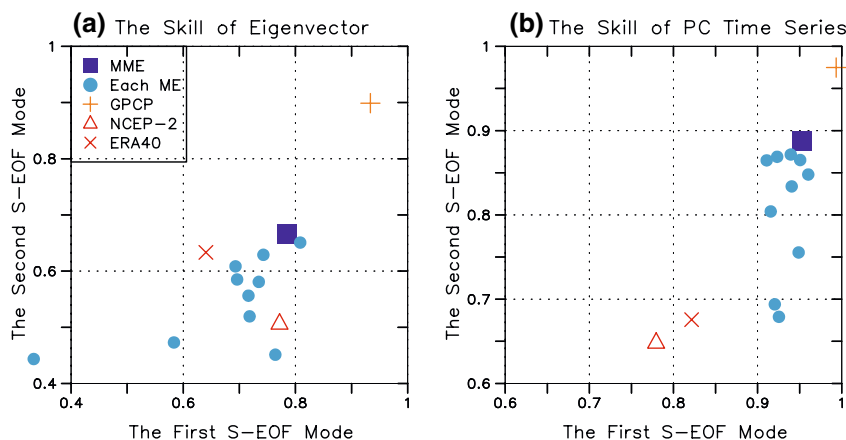 (a) The Skill of Eigenvector
1
0.8
0.6
0.4
The Second S-EOF Mode
MME
Each ME
GPCP
NCEP-2
ERA40
0.4 0.6 0.8 1
The First S-EOF Mode
(b) The Skill of PC Time Series
1
0.9
0.8
0.7
0.6
The Second S-EOF Mode
0.6 0.7 0.8 0.9 1
The First S-EOF Mode